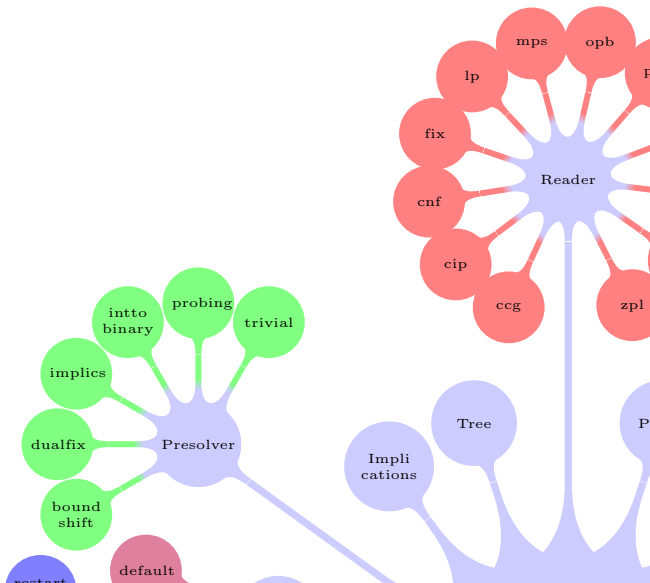 mps
opb
lp
P
fix
Reader
cnf
cip
ccg
zpl
probing
intto
binary
trivial
implics
dualfix
Presolver
bound
shift
Tree
P
Impli
cations
default
restart